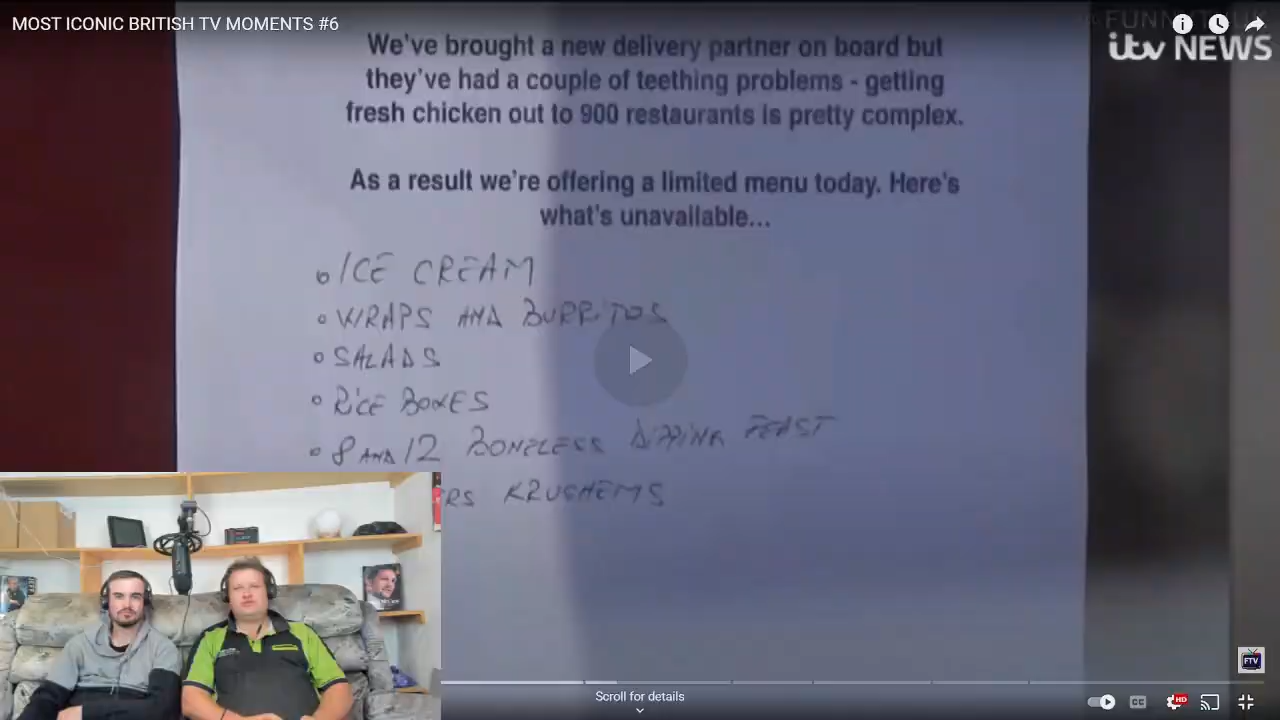 MOST ICONIC BRITISH TV MOMENTS #6
itv NEWS
We've brought a new delivery partner on board but
they've had a couple of teething problems - getting
fresh chicken out to 900 restaurants is pretty complex.
As a result we're offering a limited menu today. Here's
what's unavailable...
ICE CREAM
WRAPS AND BURRITOS
SALADS
RICE BOXES
8 AND 12 BONELESS DIPPING FEAST
KRUSHEMS
FTV
Scroll for details
CC
HD